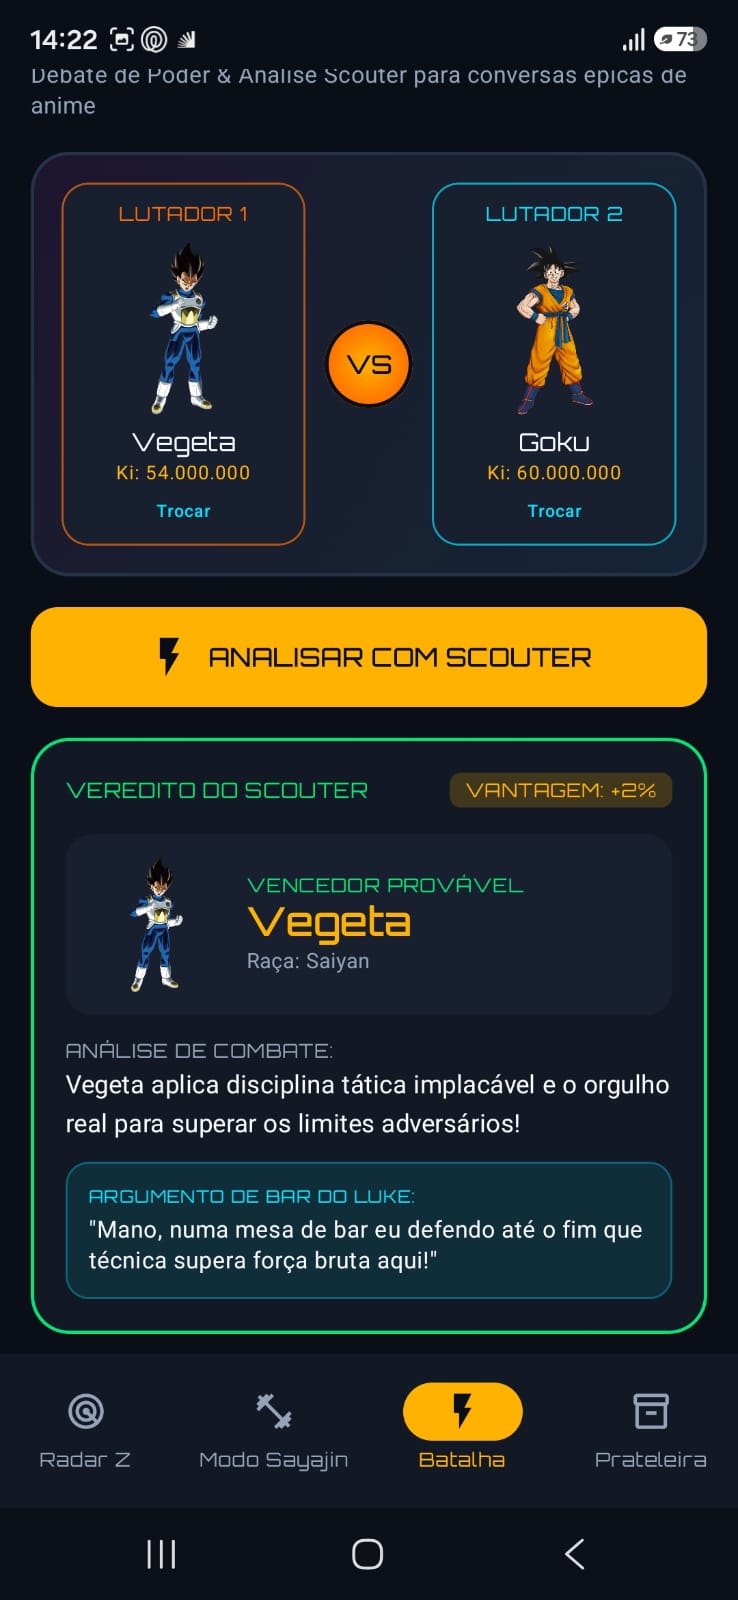 14:22
73
Debate de Poder & Análise Scouter para conversas épicas de
anime
LUTADOR 1
Vegeta
Ki: 54.000.000
Trocar
VS
LUTADOR 2
Goku
Ki: 60.000.000
Trocar
ANALISAR COM SCOUTER
VEREDITO DO SCOUTER
VANTAGEM: +2%
VENCEDOR PROVÁVEL
Vegeta
Raça: Saiyan
ANÁLISE DE COMBATE:
Vegeta aplica disciplina tática implacável e o orgulho
real para superar os limites adversários!
ARGUMENTO DE BAR DO LUKE:
"Mano, numa mesa de bar eu defendo até o fim que
técnica supera força bruta aqui!"
Radar Z
Modo Sayajin
Batalha
Prateleira